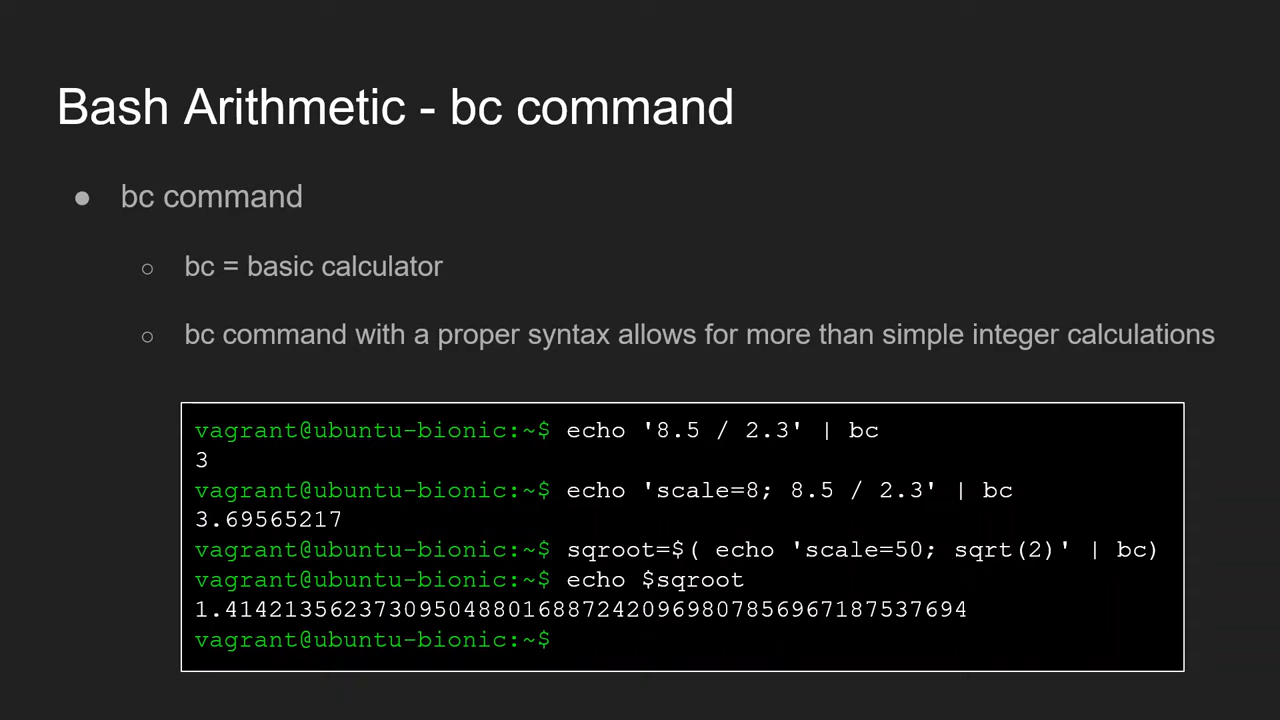 Bash Arithmetic - bc command
● bc command
○ bc = basic calculator
○ bc command with a proper syntax allows for more than simple integer calculations
vagrant@ubuntu-bionic:~$ echo '8.5 / 2.3' | bc
3
vagrant@ubuntu-bionic:~$ echo 'scale=8; 8.5 / 2.3' | bc
3.69565217
vagrant@ubuntu-bionic:~$ sqroot=$( echo 'scale=50; sqrt(2)' | bc)
vagrant@ubuntu-bionic:~$ echo $sqroot
1.41421356237309504880168872420969807856967187537694
vagrant@ubuntu-bionic:~$